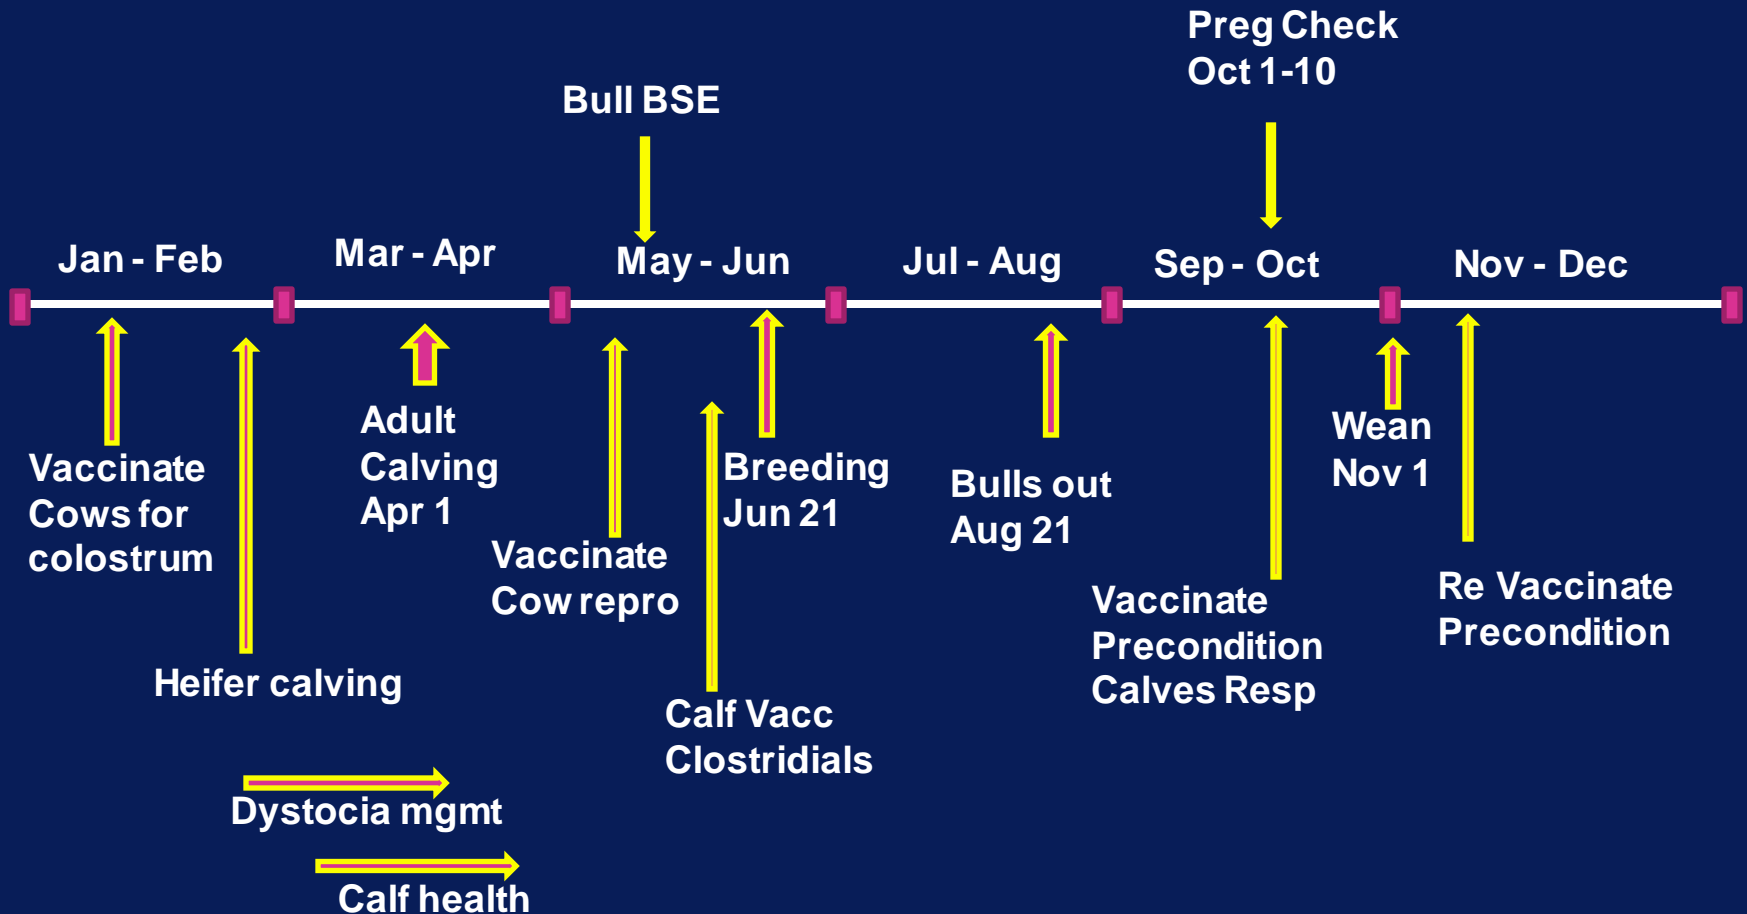 Preg Check
Oct 1-10
Bull BSE
Jan - Feb
Mar - Apr
May - Jun
Jul - Aug
Sep - Oct
Nov - Dec
Vaccinate
Cows for
colostrum
Heifer calving
Adult
Calving
Apr 1
Vaccinate
Cow repro
Calf Vacc
Clostridials
Breeding
Jun 21
Bulls out
Aug 21
Vaccinate
Precondition
Calves Resp
Wean
Nov 1
Re Vaccinate
Precondition
Dystocia mgmt
Calf health